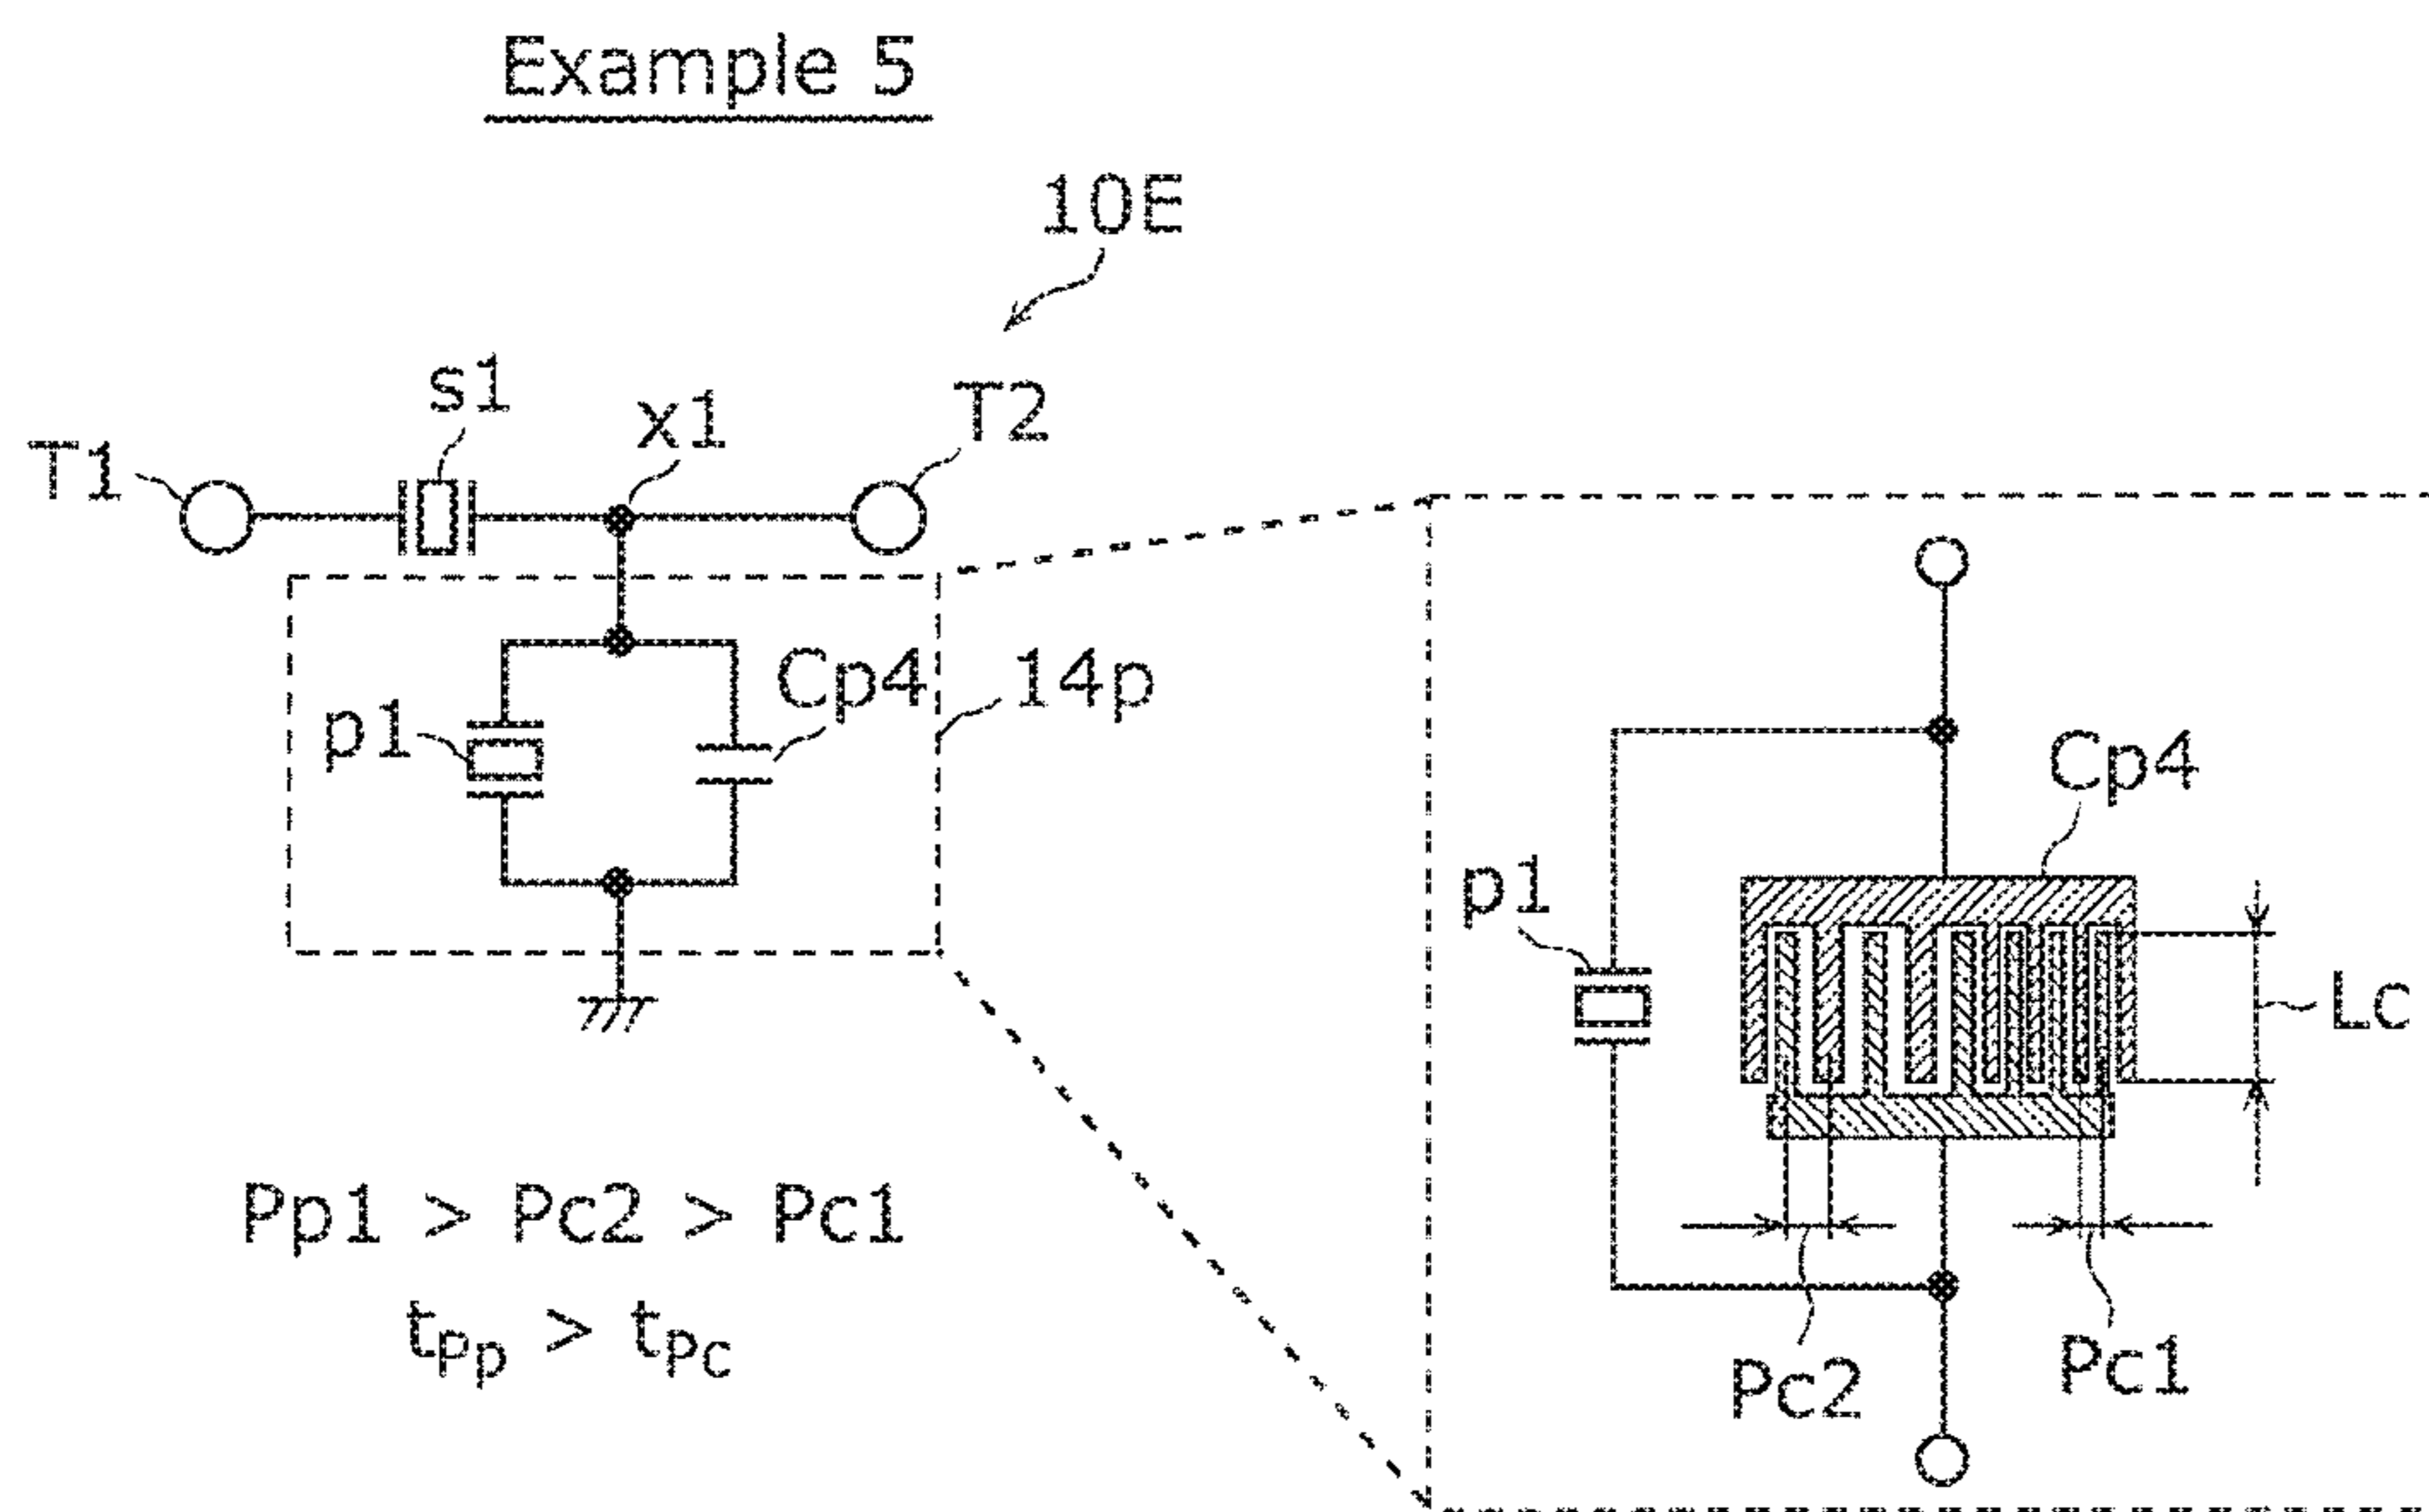 Example 5
10E
s1
x1
T2
T1
Cp4
14p
p1
Cp4
p1
Lc
Pp1 > Pc2 > Pc1
tPp > tPc
Pc2
Pc1